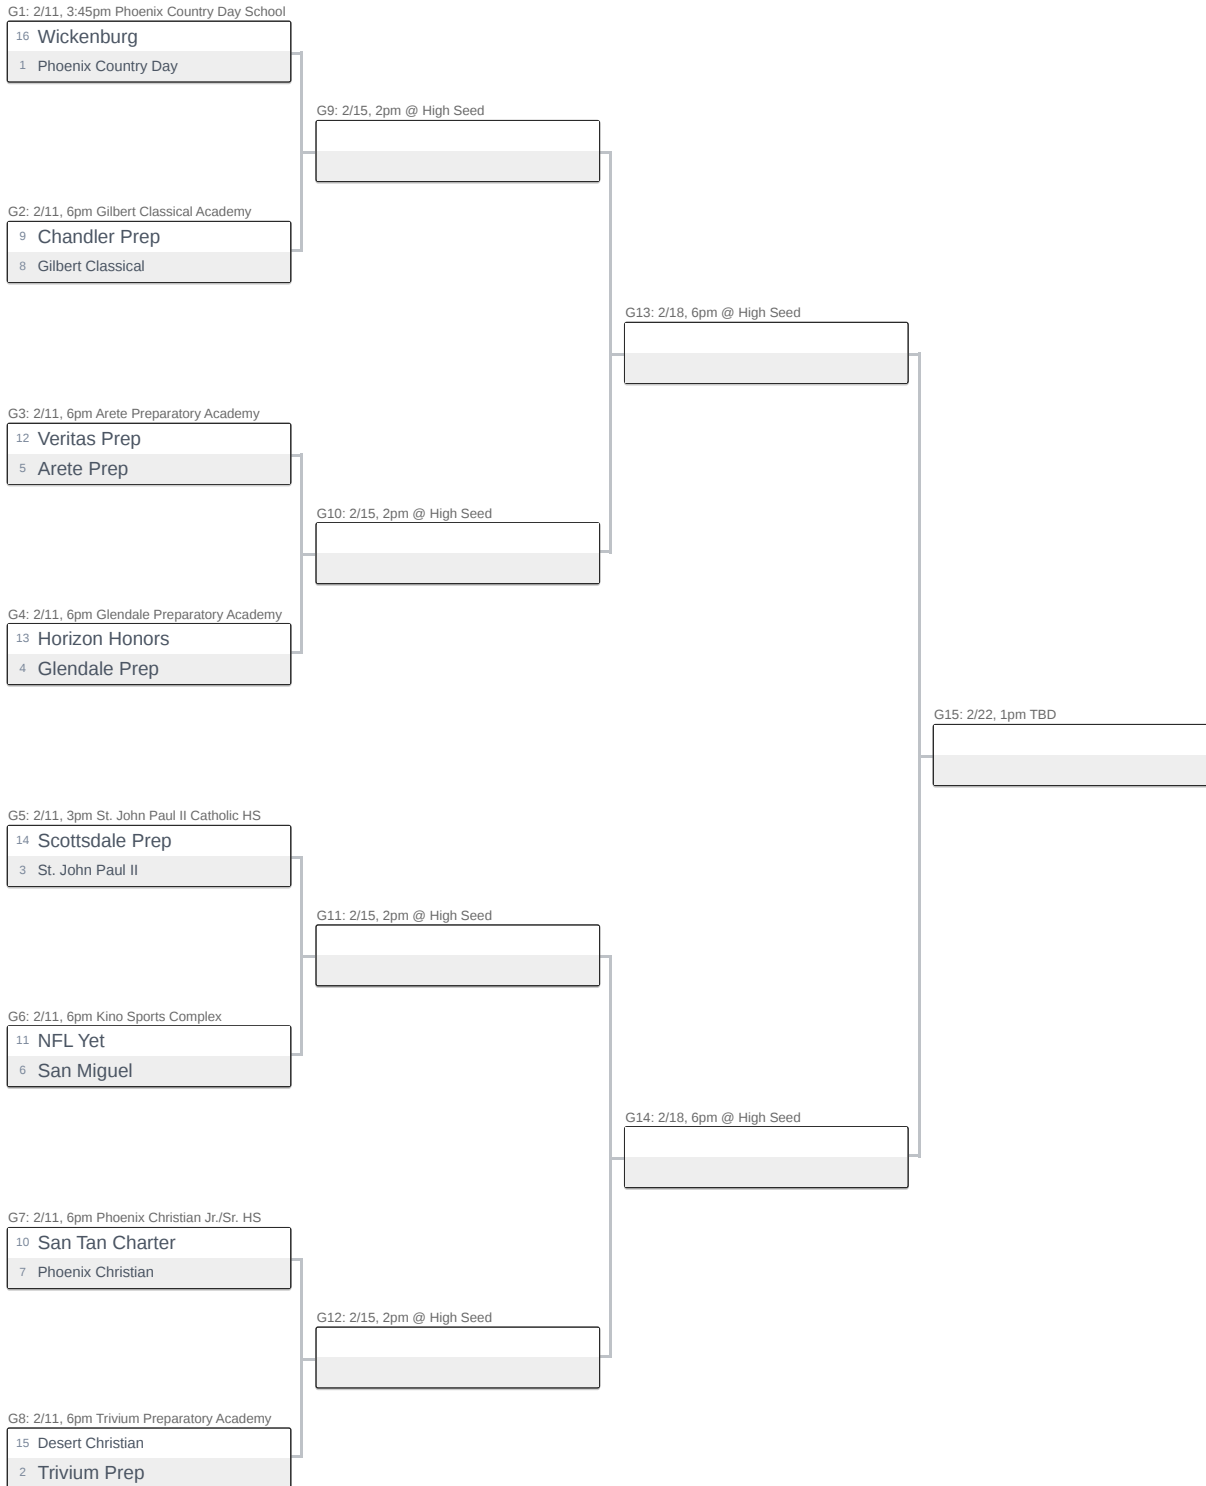 G1: 2/11, 3:45pm Phoenix Country Day School
16 Wickenburg
1 Phoenix Country Day
G9: 2/15, 2pm @ High Seed
G2: 2/11, 6pm Gilbert Classical Academy
9 Chandler Prep
8 Gilbert Classical
G13: 2/18, 6pm @ High Seed
G3: 2/11, 6pm Arete Preparatory Academy
12 Veritas Prep
5 Arete Prep
G10: 2/15, 2pm @ High Seed
G4: 2/11, 6pm Glendale Preparatory Academy
13 Horizon Honors
4 Glendale Prep
G15: 2/22, 1pm TBD
G5: 2/11, 3pm St. John Paul II Catholic HS
14 Scottsdale Prep
3 St. John Paul II
G11: 2/15, 2pm @ High Seed
G6: 2/11, 6pm Kino Sports Complex
11 NFL Yet
6 San Miguel
G14: 2/18, 6pm @ High Seed
G7: 2/11, 6pm Phoenix Christian Jr./Sr. HS
10 San Tan Charter
7 Phoenix Christian
G12: 2/15, 2pm @ High Seed
G8: 2/11, 6pm Trivium Preparatory Academy
15 Desert Christian
2 Trivium Prep